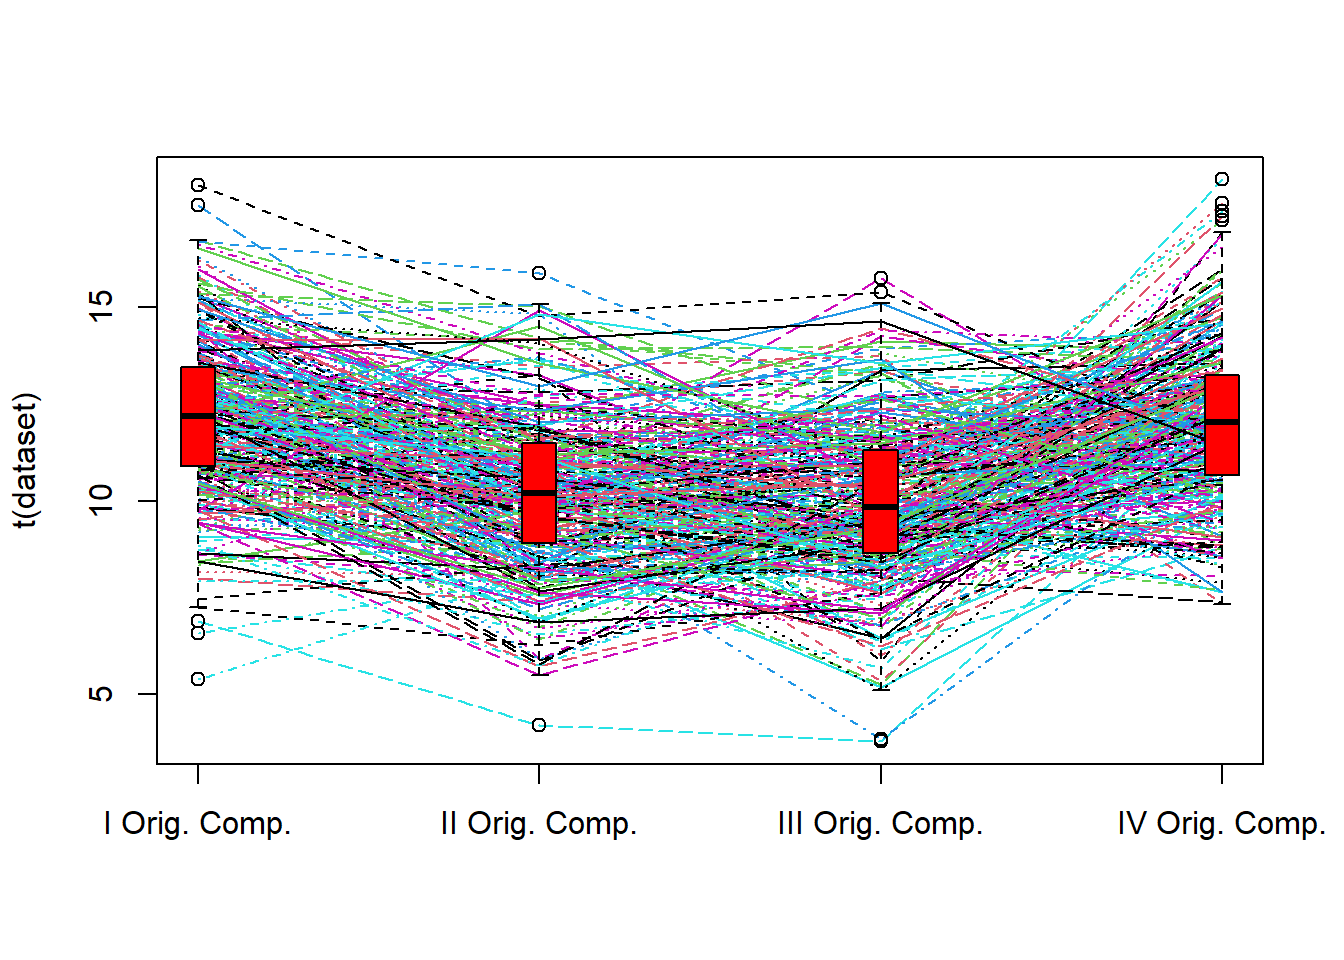 t(dataset)
15
10
5
I Orig. Comp.
II Orig. Comp.
III Orig. Comp.
IV Orig. Comp.